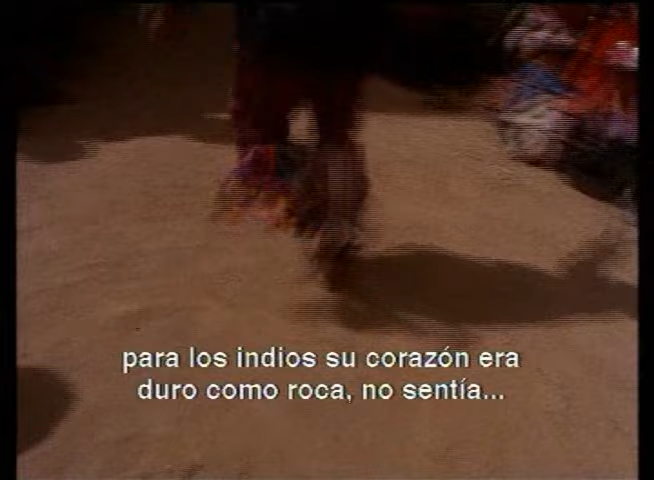 para los indios su corazón era
duro como roca, no sentía...